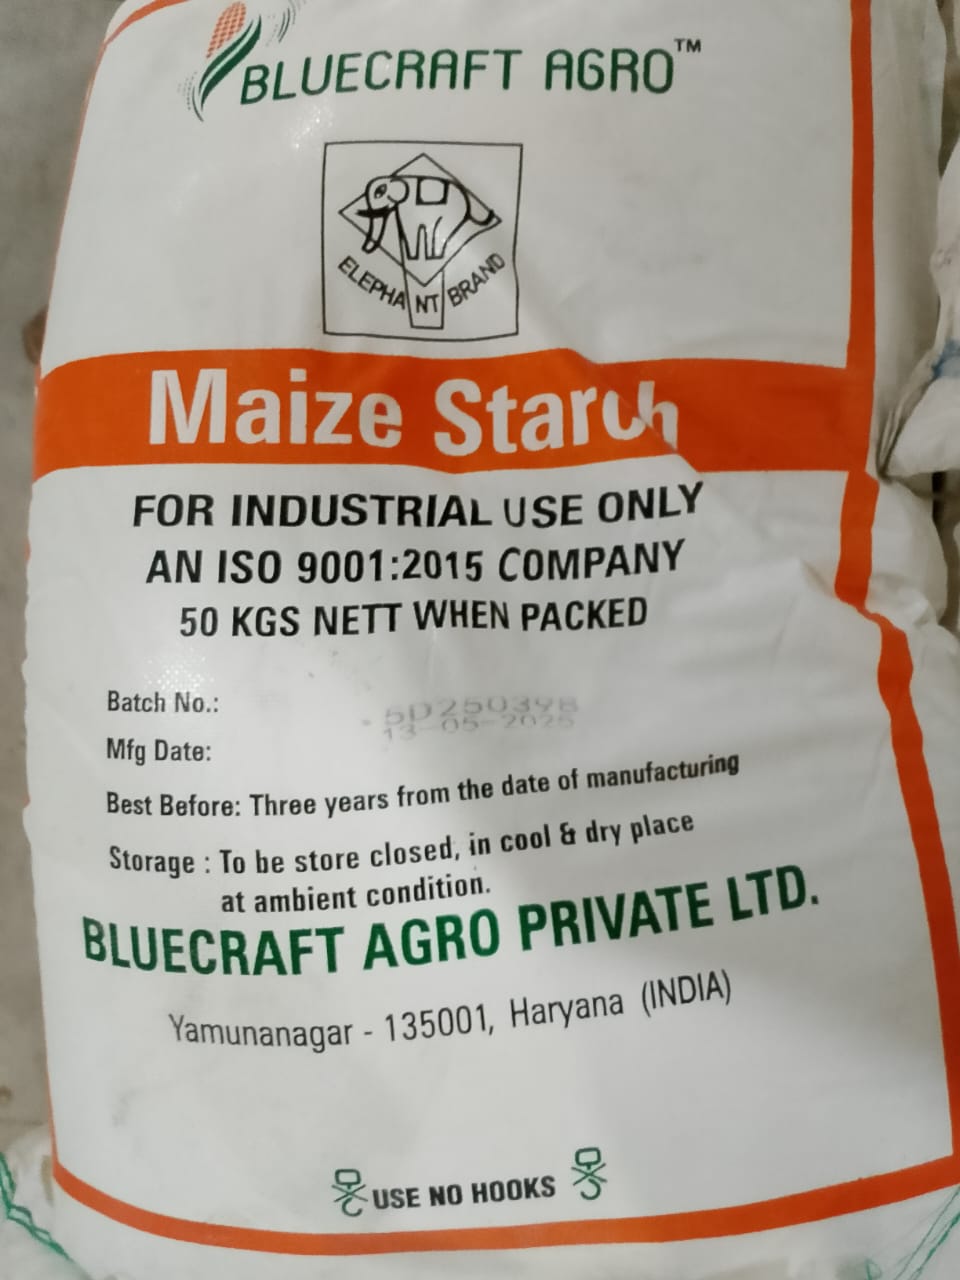 BLUECRAFT AGRO™
ELEPHANT BRAND
Maize Starch
FOR INDUSTRIAL USE ONLY
AN ISO 9001:2015 COMPANY
50 KGS NETT WHEN PACKED
Batch No.:
13-05-2025
Mfg Date:
Best Before: Three years from the date of manufacturing
Storage : To be store closed, in cool & dry place
at ambient condition.
BLUECRAFT AGRO PRIVATE LTD.
Yamunanagar - 135001, Haryana (INDIA)
USE NO HOOKS